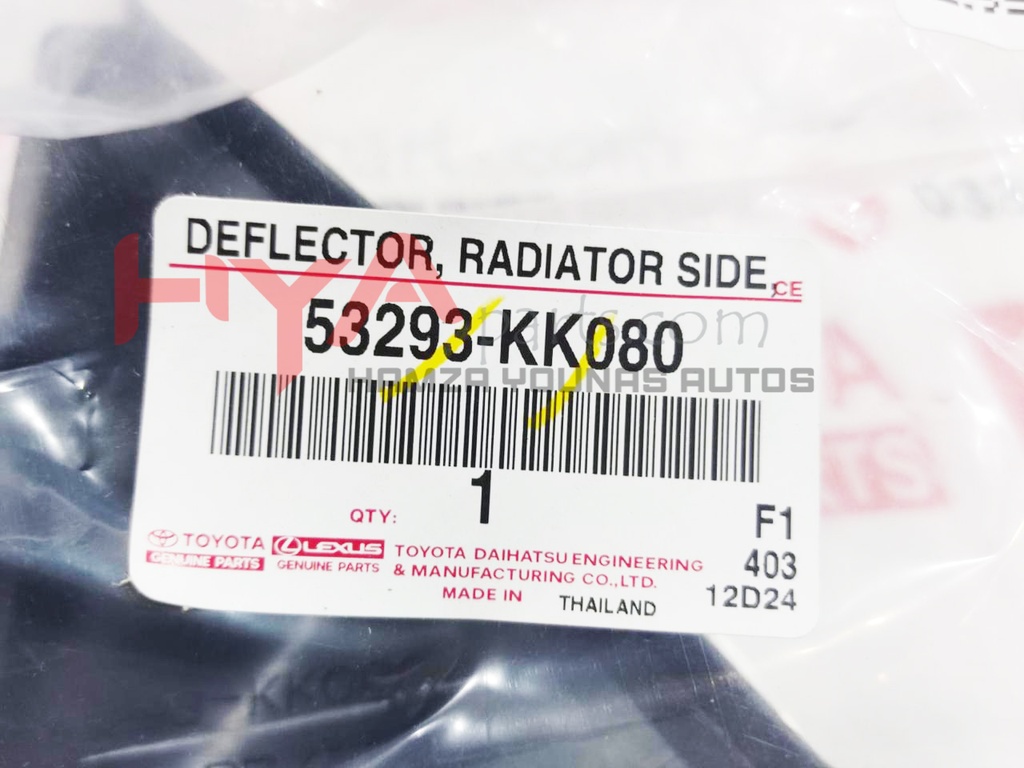 DEFLECTOR, RADIATOR SIDE,
CE
53293-KK080
HYA parts.com
HAMZA YOUNAS AUTOS
1
QTY:
F1
TOYOTA
GENUINE PARTS
LEXUS
GENUINE PARTS
TOYOTA DAIHATSU ENGINEERING
& MANUFACTURING CO.,LTD.
403
MADE IN THAILAND
12D24